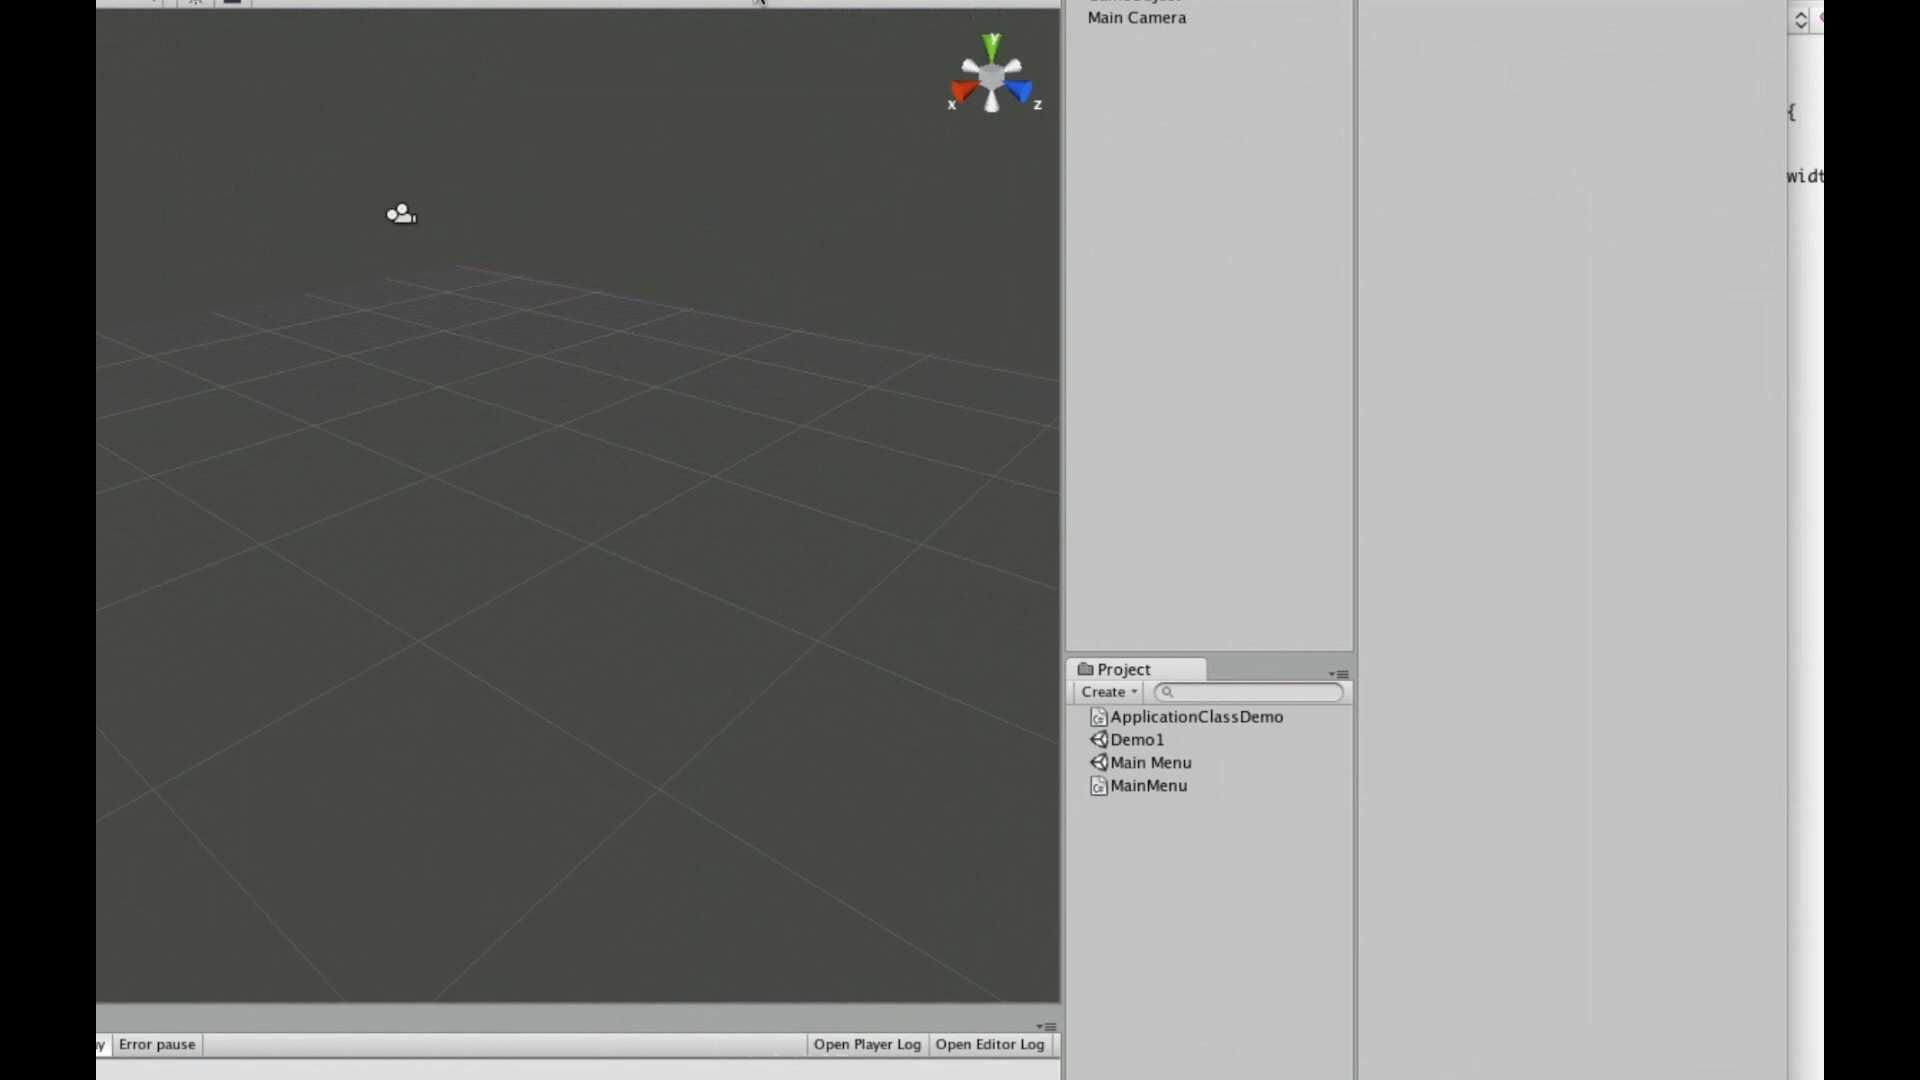 Main Camera
y
x
z
{
widt
Project
Create
ApplicationClassDemo
Demo1
Main Menu
MainMenu
Error pause
Open Player Log
Open Editor Log